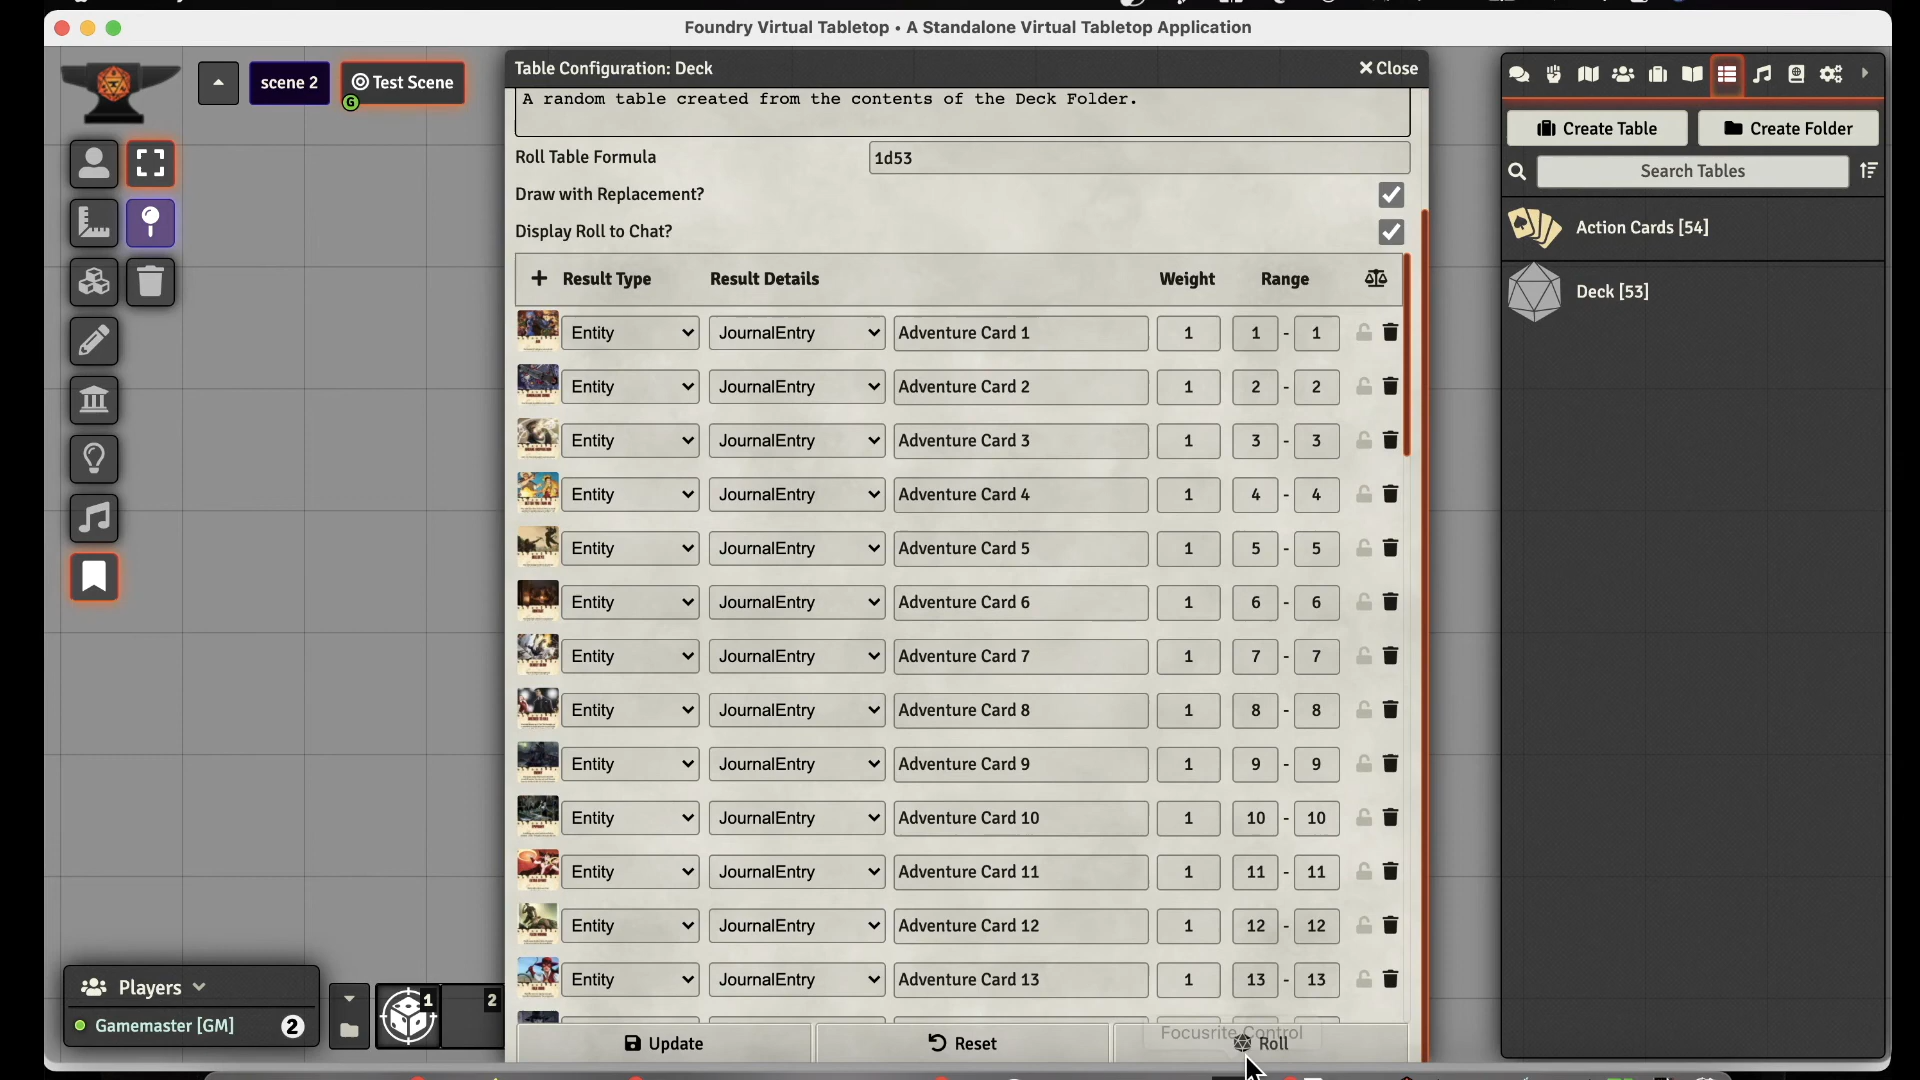 Foundry Virtual Tabletop • A Standalone Virtual Tabletop Application
scene 2
Test Scene
G
Table Configuration: Deck
Close
A random table created from the contents of the Deck Folder.
Roll Table Formula
1d53
Draw with Replacement?
Display Roll to Chat?
+ Result Type Result Details Weight Range
Entity JournalEntry Adventure Card 1 1 1 - 1
Entity JournalEntry Adventure Card 2 1 2 - 2
Entity JournalEntry Adventure Card 3 1 3 - 3
Entity JournalEntry Adventure Card 4 1 4 - 4
Entity JournalEntry Adventure Card 5 1 5 - 5
Entity JournalEntry Adventure Card 6 1 6 - 6
Entity JournalEntry Adventure Card 7 1 7 - 7
Entity JournalEntry Adventure Card 8 1 8 - 8
Entity JournalEntry Adventure Card 9 1 9 - 9
Entity JournalEntry Adventure Card 10 1 10 - 10
Entity JournalEntry Adventure Card 11 1 11 - 11
Entity JournalEntry Adventure Card 12 1 12 - 12
Entity JournalEntry Adventure Card 13 1 13 - 13
Update
Reset
Focusrite Control
Roll
Create Table
Create Folder
Search Tables
Action Cards [54]
Deck [53]
Players
Gamemaster [GM] 2
1
2